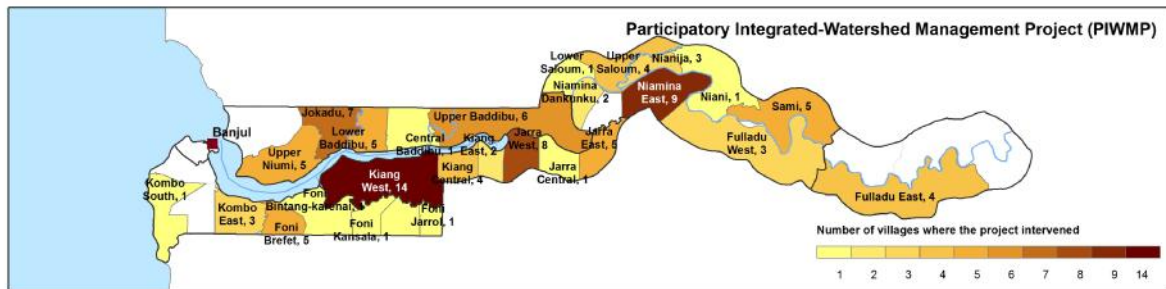 Participatory Integrated-Watershed Management Project (PIWMP)
Lower
Saloum, 1
Upper
Saloum, 4
Nianija, 3
Niamina
Dankunku, 2
Niamina
East, 9
Niani, 1
Sami, 5
Jokadu, 7
Banjul
Lower
Baddibu, 5
Upper Baddibu, 6
Central
Baddibu, 1
Kiang
East, 2
Jarra
West, 8
Jarra
East, 5
Fulladu
West, 3
Upper
Niumi, 5
Kiang
West, 14
Kiang
Central, 4
Jarra
Central, 1
Fulladu East, 4
Kombo
South, 1
Kombo
East, 3
Foni
Bintang-karenai,
Foni
Brefet, 5
Foni
Kansala, 1
Foni
Jarrol, 1
Number of villages where the project intervened
1 2 3 4 5 6 7 8 9 14